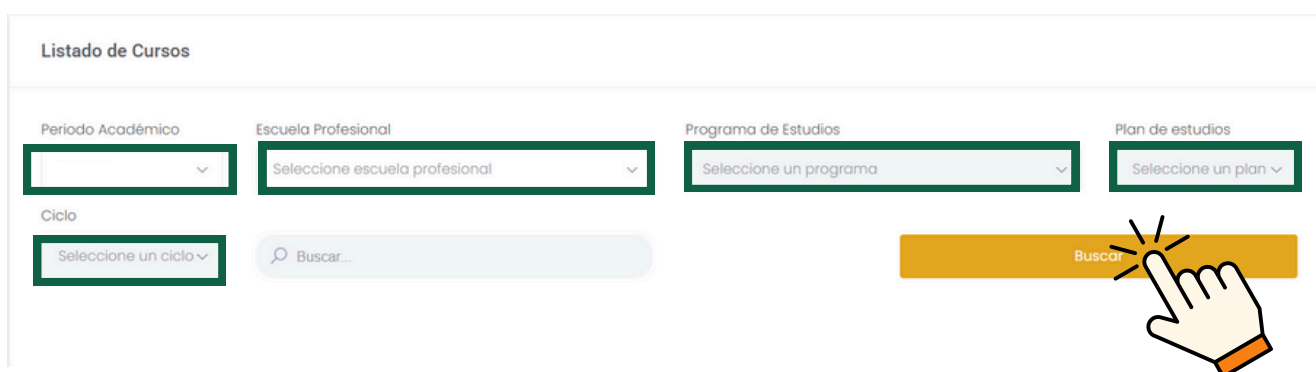 Listado de Cursos
Periodo Académico
Escuela Profesional
Programa de Estudios
Plan de estudios
Seleccione escuela profesional
Seleccione un programa
Seleccione un plan
Ciclo
Seleccione un ciclo
Buscar...
Buscar